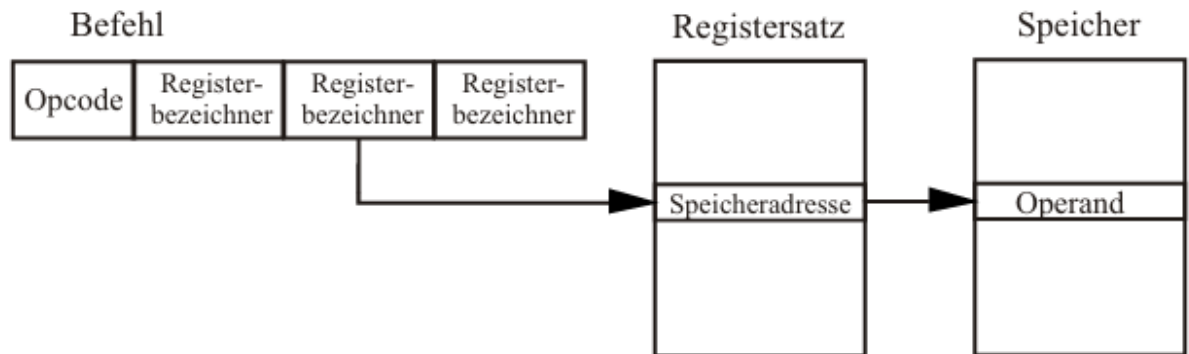 Befehl
Registersatz
Speicher
Opcode
Register-
bezeichner
Register-
bezeichner
Register-
bezeichner
Speicheradresse
Operand